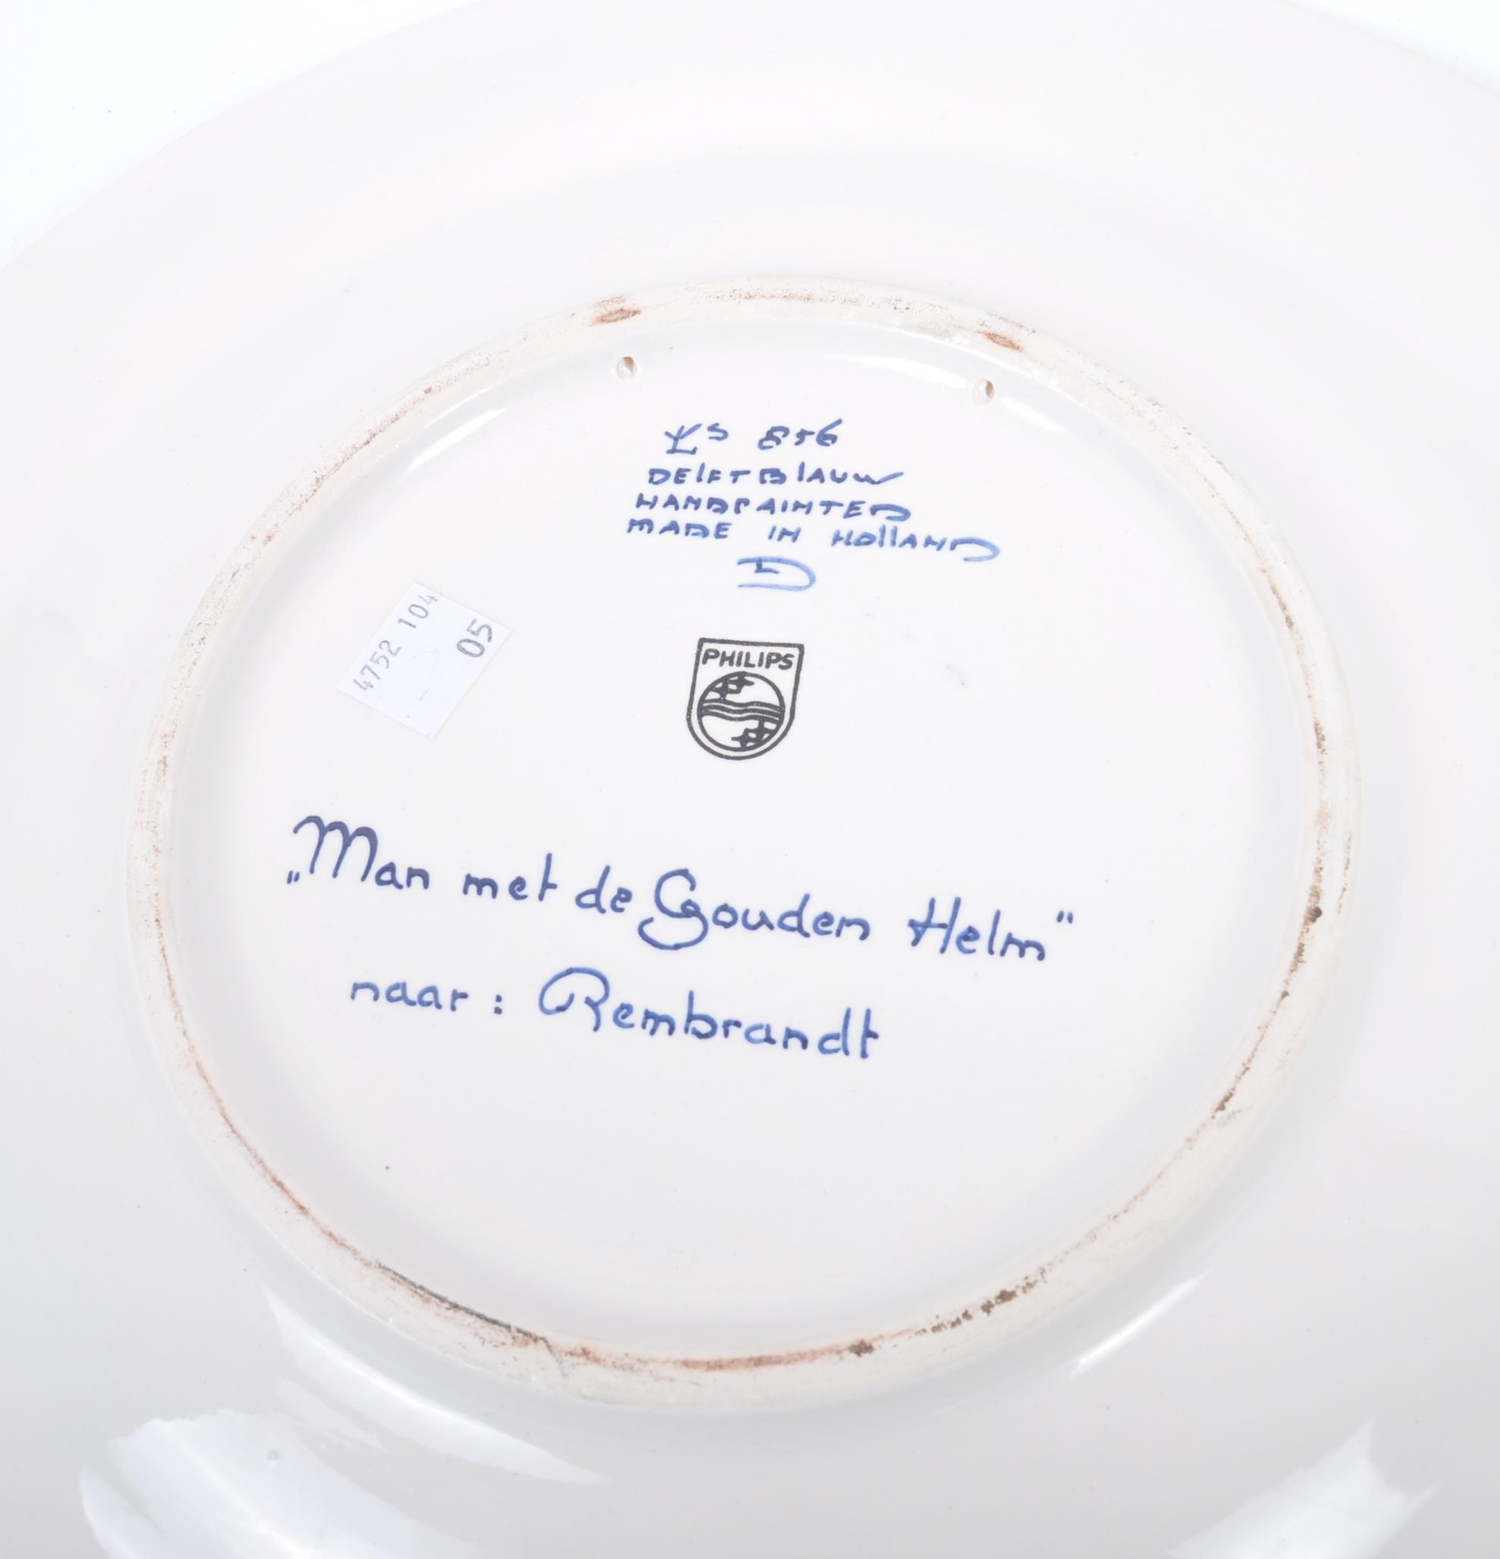 856
DELFTBLAUW
HANDPAINTED
MADE IN HOLLAND
D
PHILIPS
4752 104
05
„Man met de Gouden Helm"
naar: Rembrandt